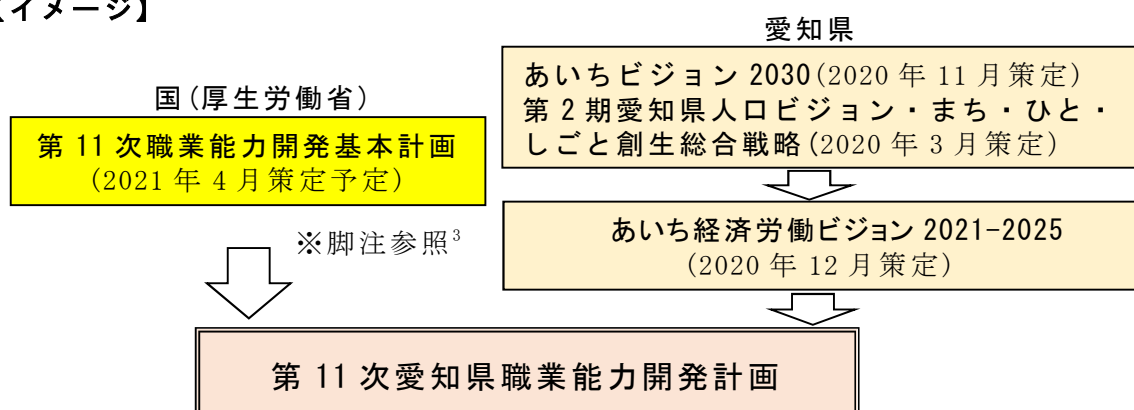 【イメージ】
愛知県
国(厚生労働省)
第 11 次職業能力開発基本計画
(2021 年 4 月策定予定)
あいちビジョン 2030(2020 年 11 月策定)
第 2 期愛知県人口ビジョン・まち・ひと・
しごと創生総合戦略(2020 年 3 月策定)
※脚注参照3
あいち経済労働ビジョン 2021-2025
(2020 年 12 月策定)
第 11 次愛知県職業能力開発計画